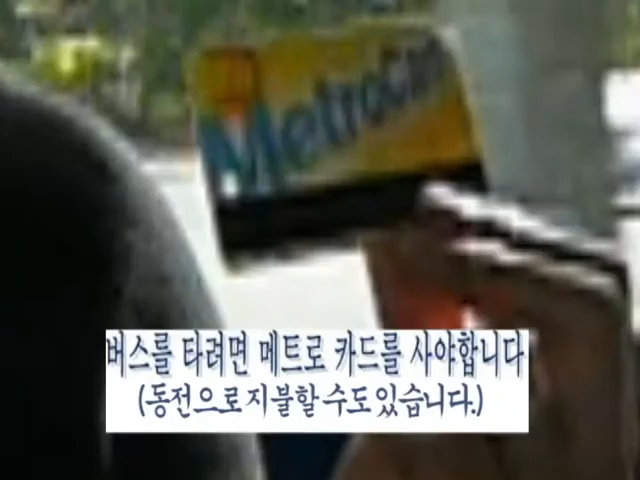 MetroCard
버스를 타려면 메트로 카드를 사야합니다
(동전으로 지불할 수도 있습니다.)